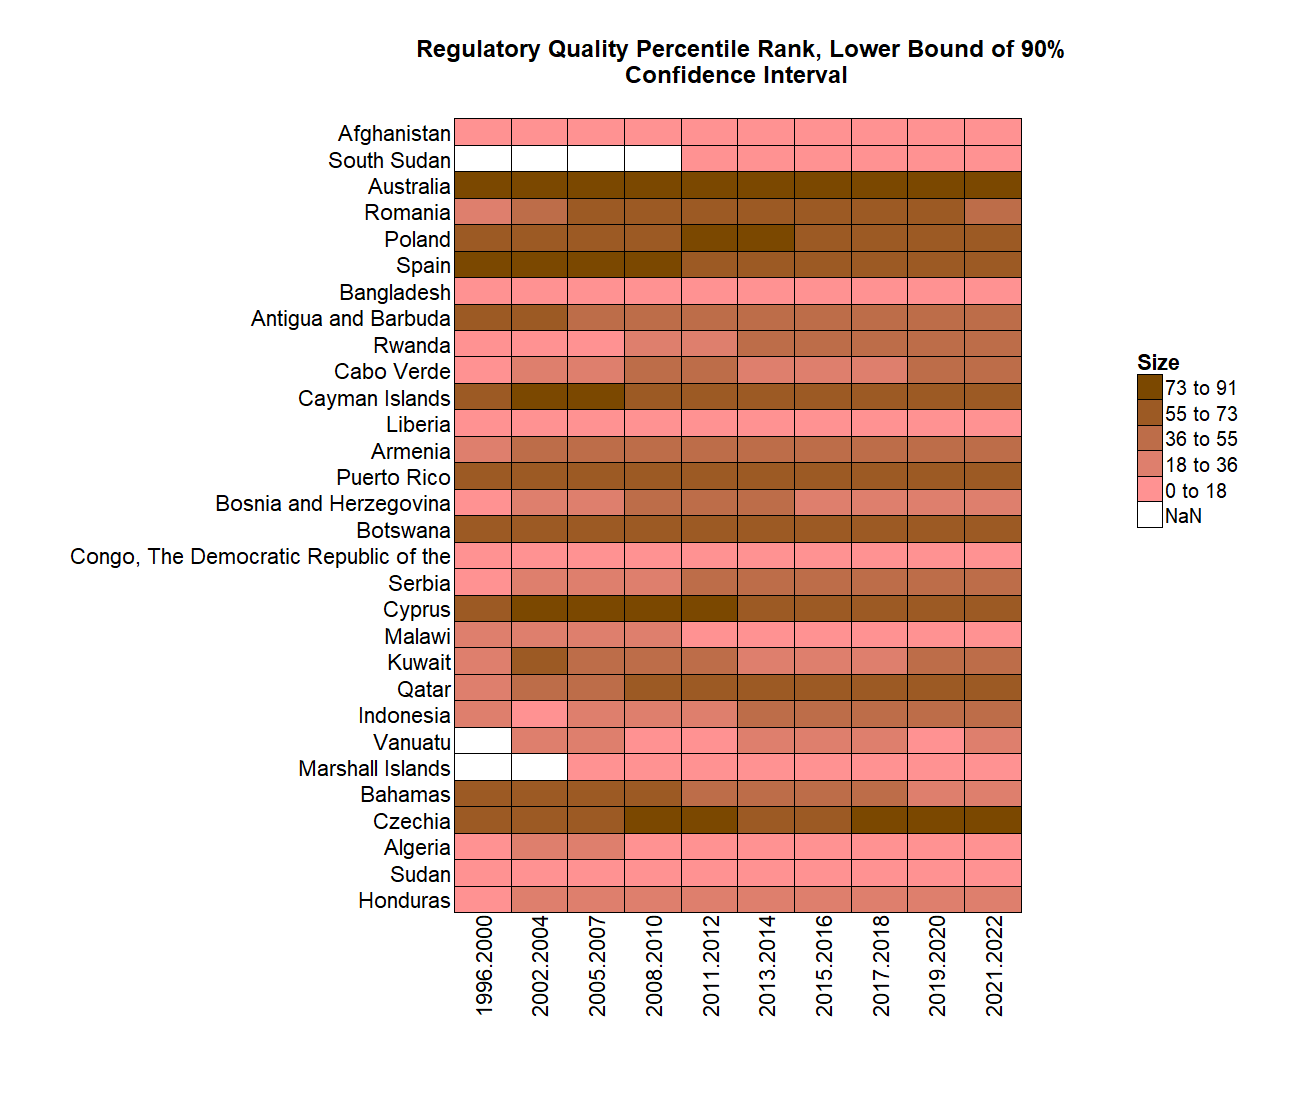 Regulatory Quality Percentile Rank, Lower Bound of 90%
Confidence Interval
Afghanistan
South Sudan
Australia
Romania
Poland
Spain
Bangladesh
Antigua and Barbuda
Rwanda
Cabo Verde
Cayman Islands
Liberia
Armenia
Puerto Rico
Bosnia and Herzegovina
Botswana
Congo, The Democratic Republic of the
Serbia
Cyprus
Malawi
Kuwait
Qatar
Indonesia
Vanuatu
Marshall Islands
Bahamas
Czechia
Algeria
Sudan
Honduras
1996.2000
2002.2004
2005.2007
2008.2010
2011.2012
2013.2014
2015.2016
2017.2018
2019.2020
2021.2022
Size
73 to 91
55 to 73
36 to 55
18 to 36
0 to 18
NaN